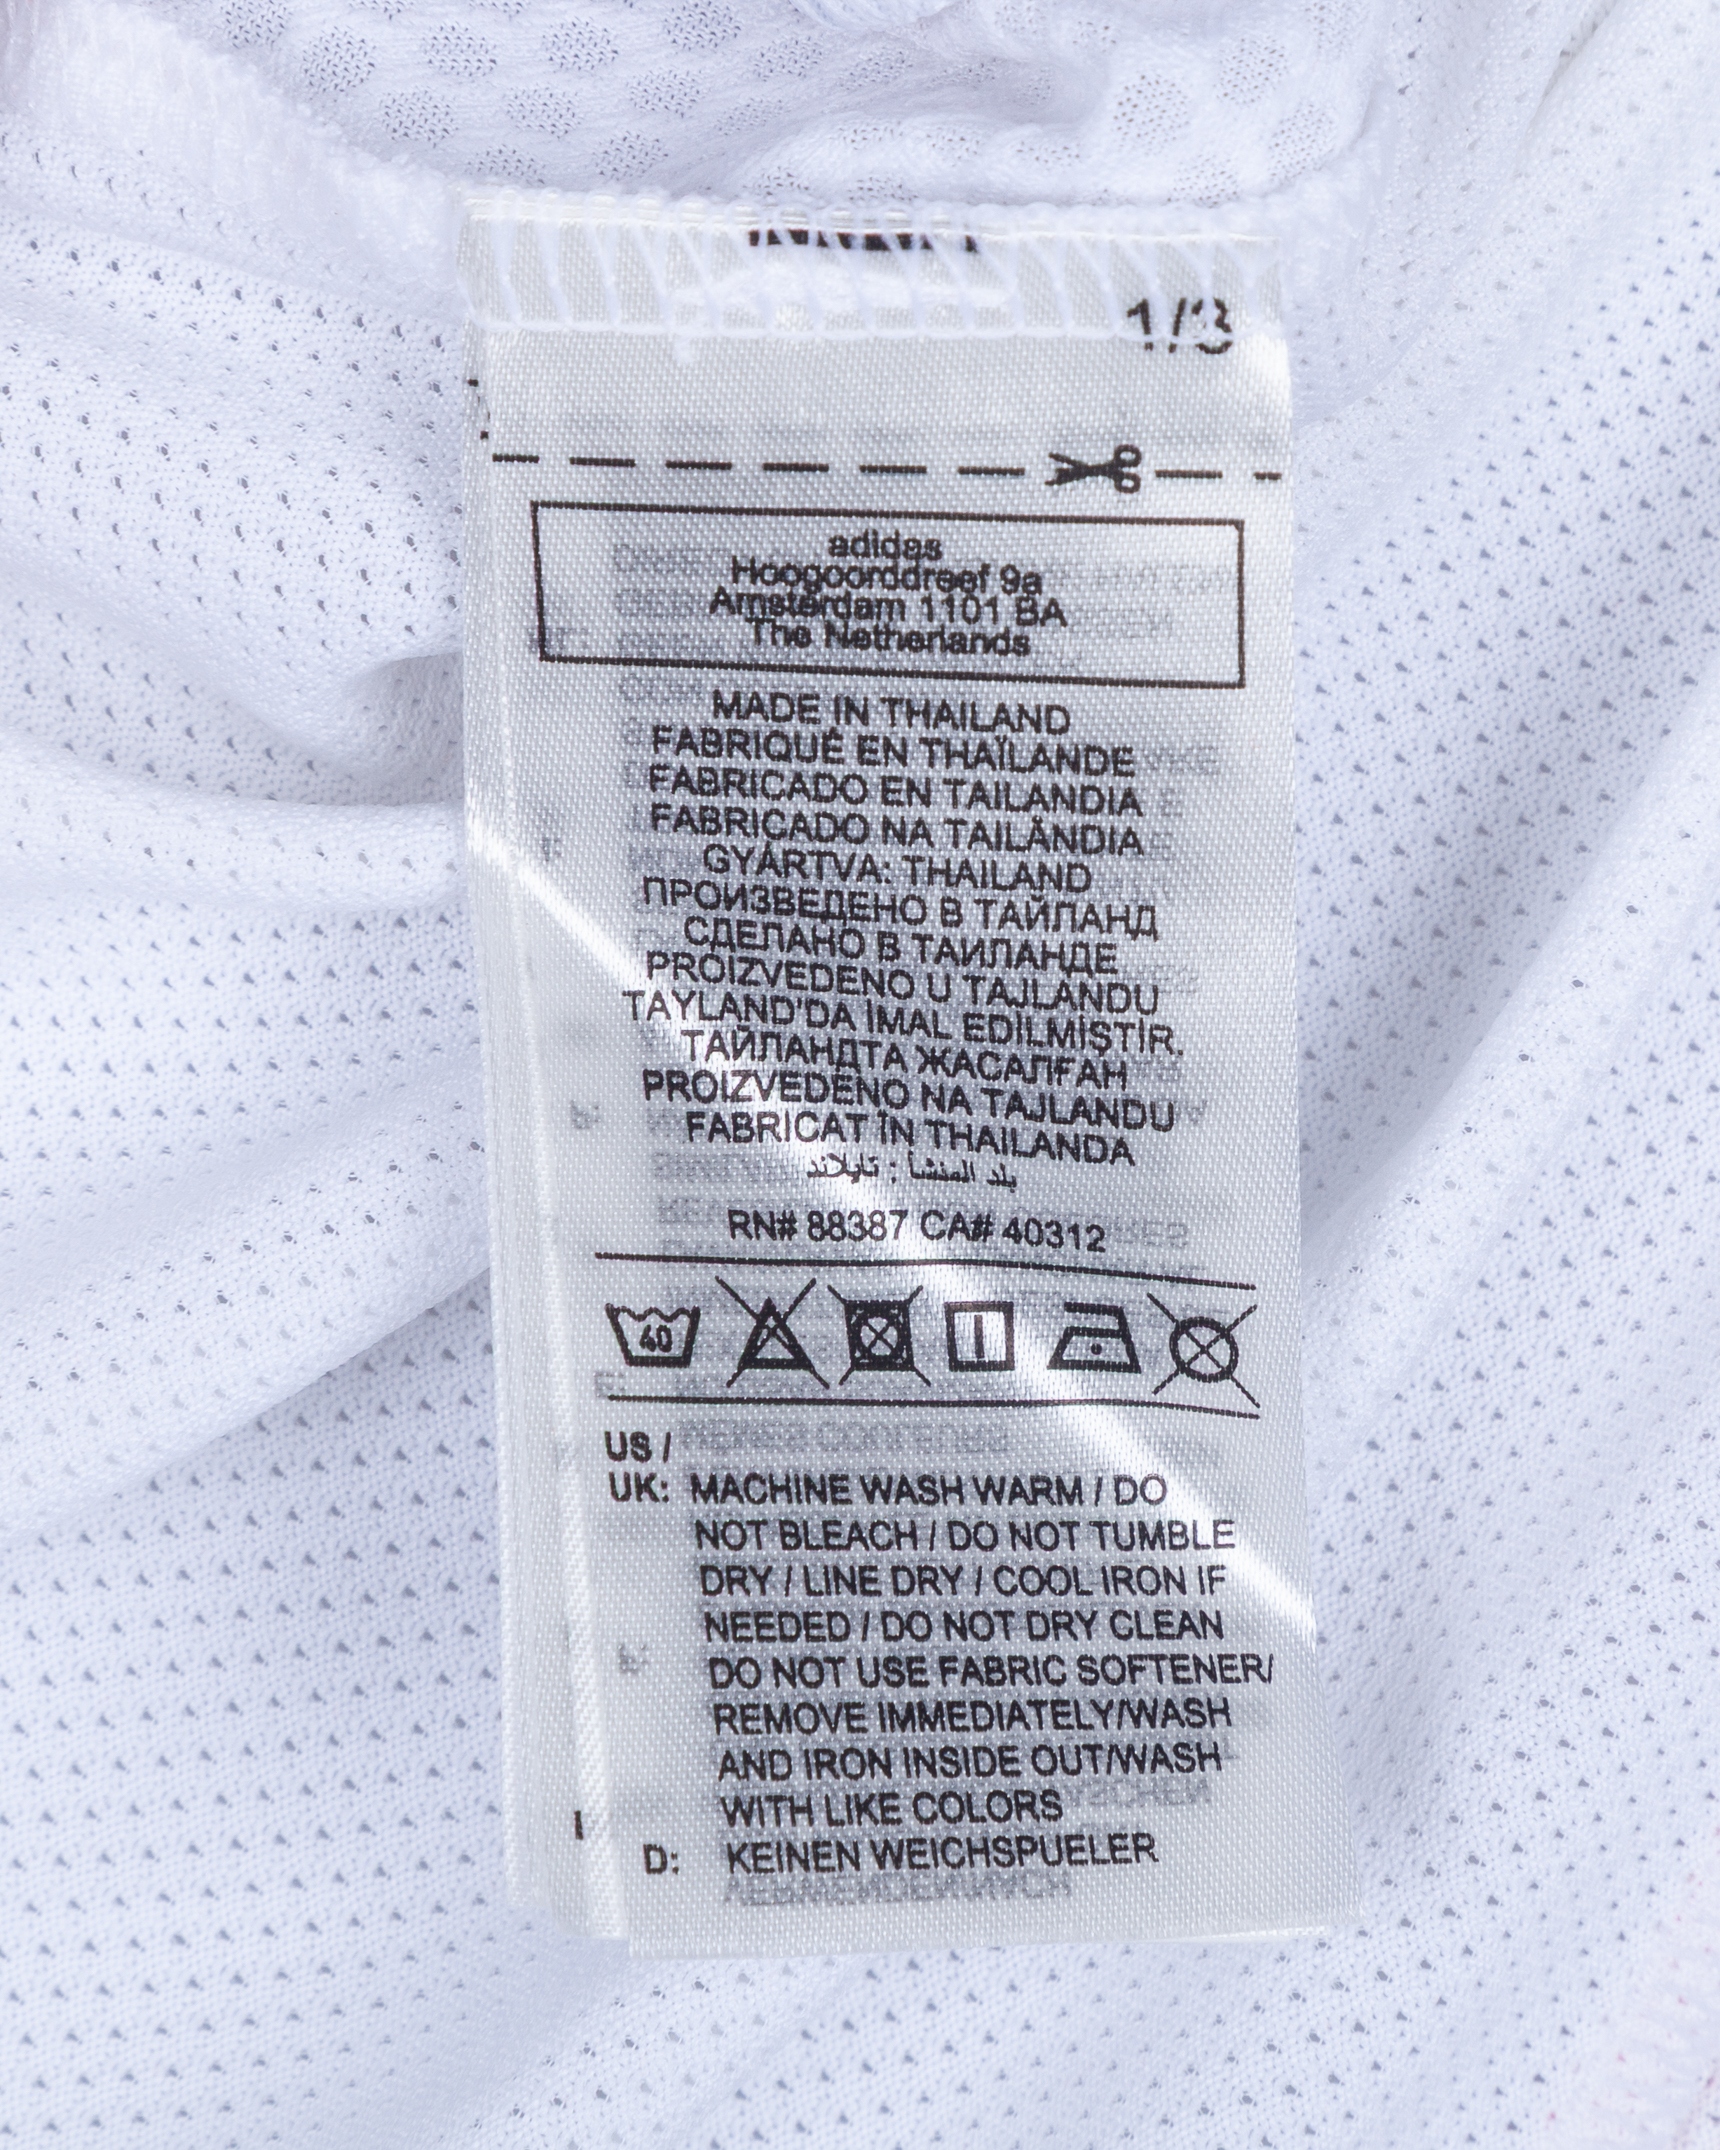 1/3
adidas
Hoogoorddreef 9a
Amsterdam 1101 BA
The Netherlands
MADE IN THAILAND
FABRIQUÉ EN THAÏLANDE
FABRICADO EN TAILANDIA
FABRICADO NA TAILÂNDIA
GYÁRTVA: THAILAND
ПРОИЗВЕДЕНО В ТАЙЛАНД
СДЕЛАНО В ТАИЛАНДЕ
PROIZVEDENO U TAJLANDU
TAYLAND'DA İMAL EDİLMİŞTİR.
ТАЙЛАНДТА ЖАСАЛҒАН
PROIZVEDENO NA TAJLANDU
FABRICAT ÎN THAILANDA
بلد المنشأ : تايلاند
RN# 88387 CA# 40312
40
US /
UK: MACHINE WASH WARM / DO
NOT BLEACH / DO NOT TUMBLE
DRY / LINE DRY / COOL IRON IF
NEEDED / DO NOT DRY CLEAN
DO NOT USE FABRIC SOFTENER/
REMOVE IMMEDIATELY/WASH
AND IRON INSIDE OUT/WASH
WITH LIKE COLORS
D: KEINEN WEICHSPUELER